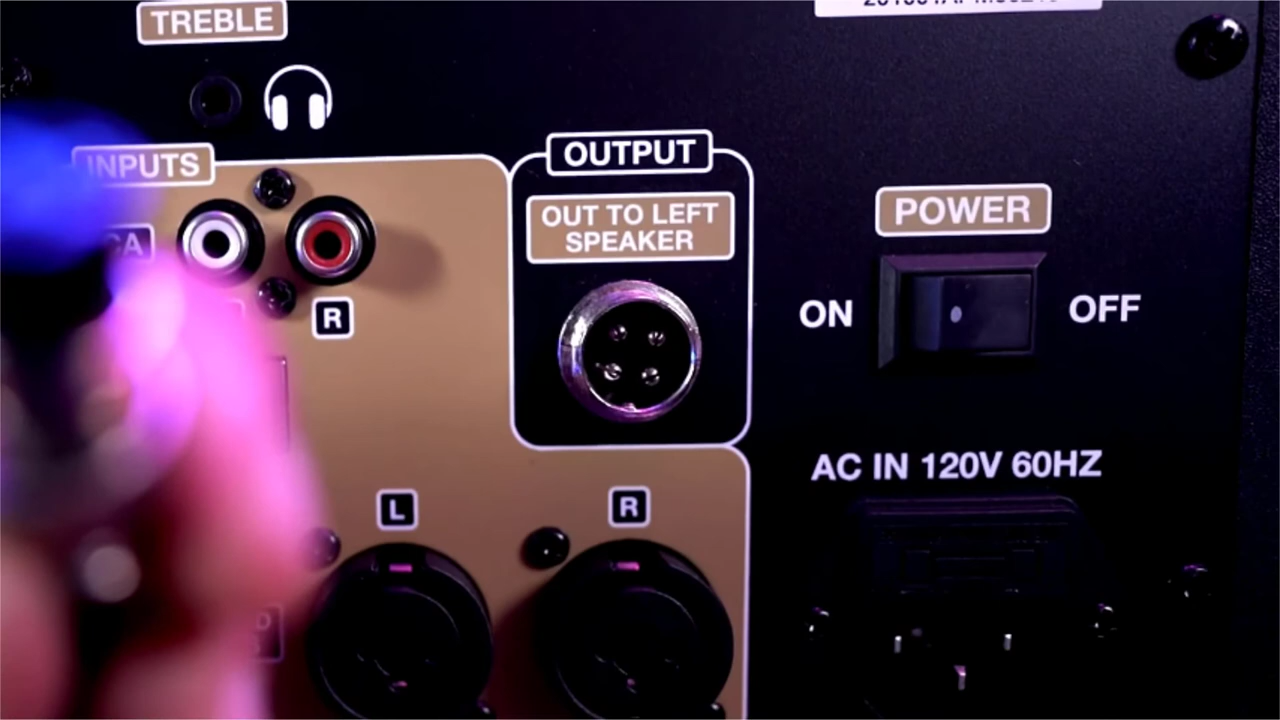 TREBLE
INPUTS
OUTPUT
OUT TO LEFT
SPEAKER
POWER
ON
OFF
R
AC IN 120V 60HZ
L
R